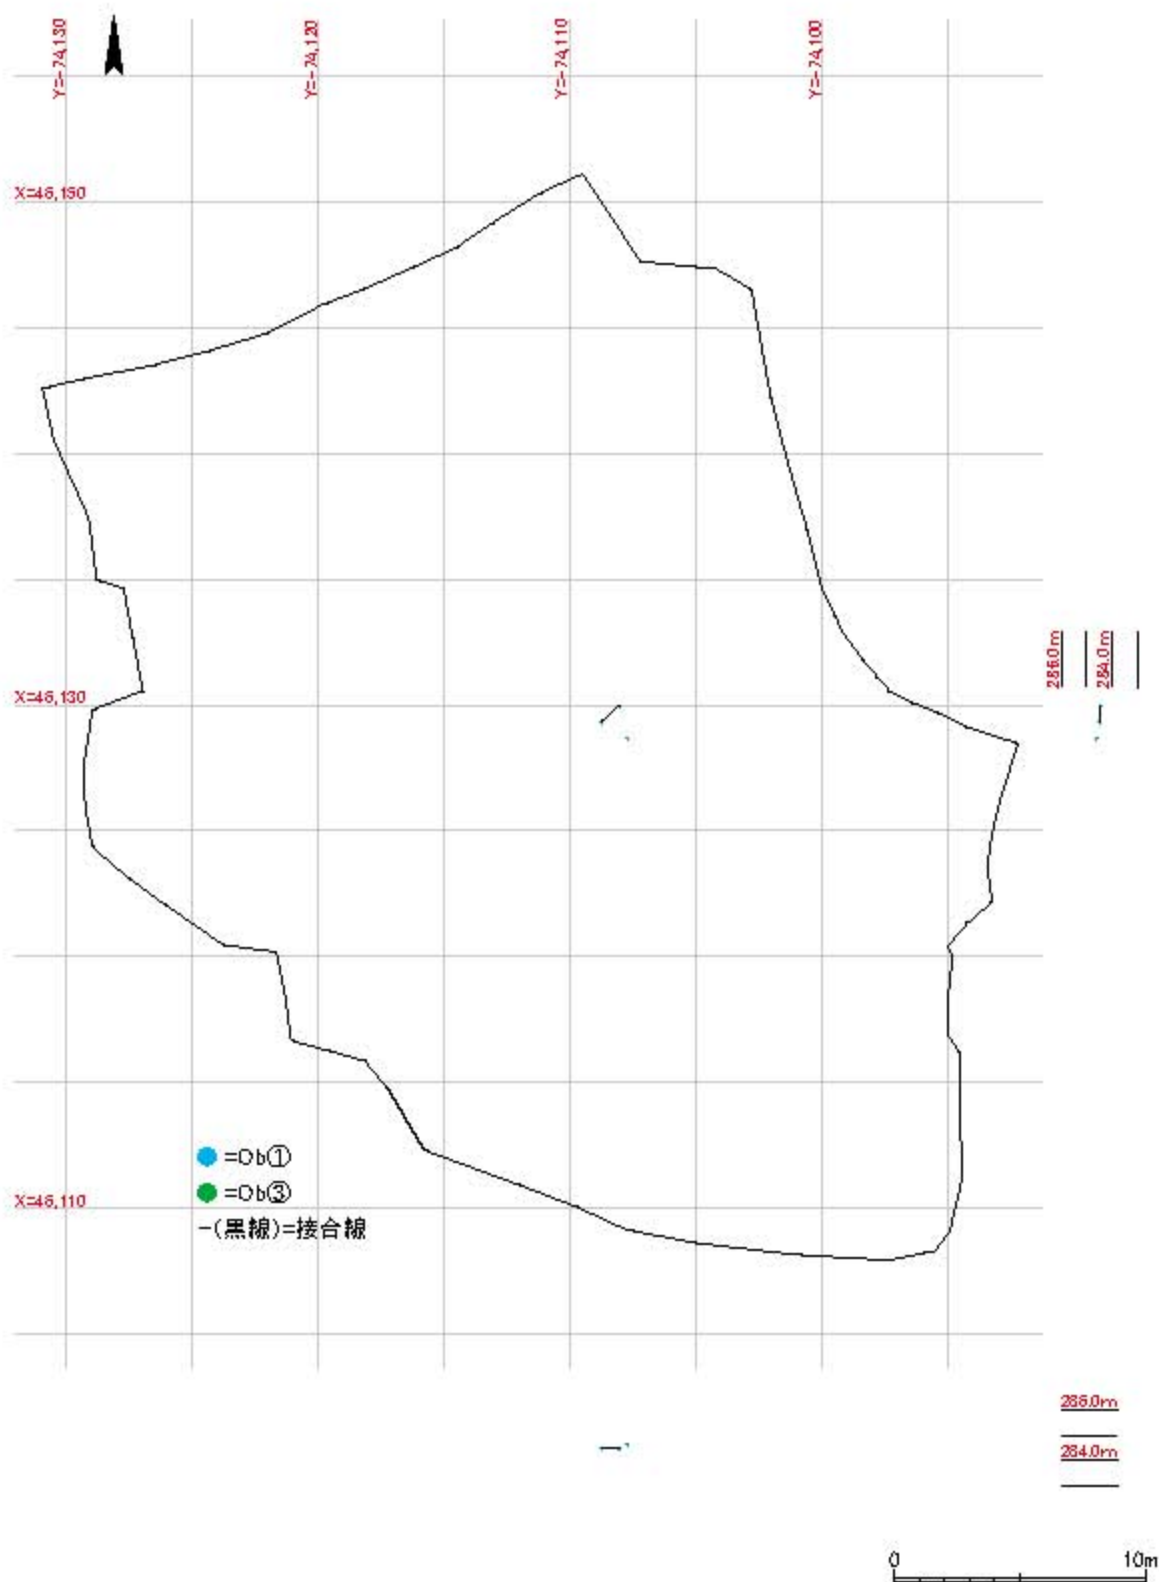 Y=-74,130
Y=-74,120
Y=-74,110
Y=-74,100
X=46,150
X=46,130
286.0m
284.0m
=Ob①
=Ob③
X=46,110
-(黒線)=接合線
286.0m
284.0m
0 10m